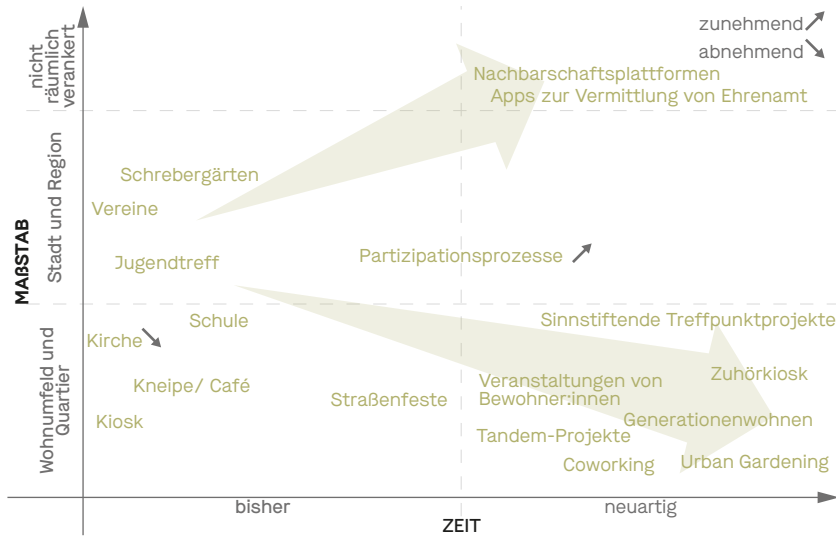 zunehmend
abnehmend
MAẞSTAB
nicht
räumlich
verankert
Nachbarschaftsplattformen
Apps zur Vermittlung von Ehrenamt
Stadt und Region
Schrebergärten
Vereine
Jugendtreff
Partizipationsprozesse
Wohnumfeld und
Quartier
Schule
Sinnstiftende Treffpunktprojekte
Kirche
Zuhörkiosk
Kneipe/ Café
Veranstaltungen von
Bewohner:innen
Straßenfeste
Kiosk
Generationenwohnen
Tandem-Projekte
Coworking
Urban Gardening
bisher
neuartig
ZEIT